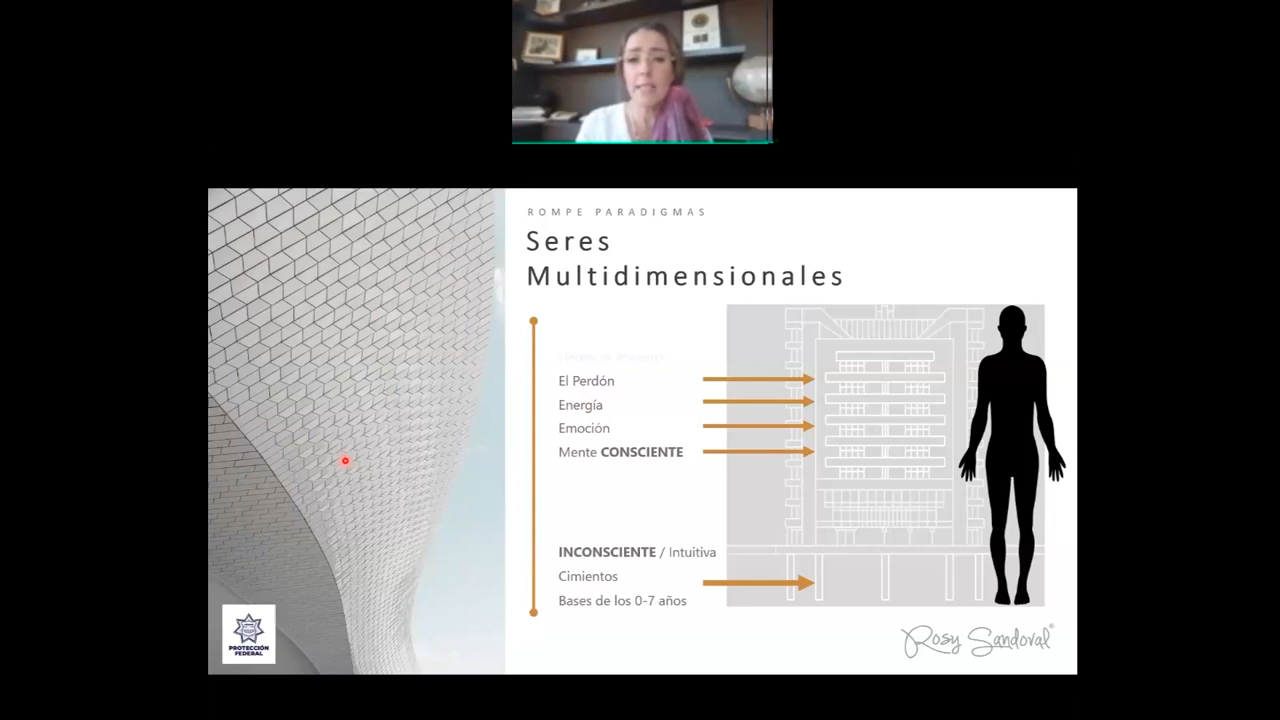 ROMPE PARADIGMAS
Seres
Multidimensionales
El Perdón
Energía
Emoción
Mente CONSCIENTE
INCONSCIENTE / Intuitiva
Cimientos
Bases de los 0-7 años
PROTECCIÓN
FEDERAL
Rosy Sandoval